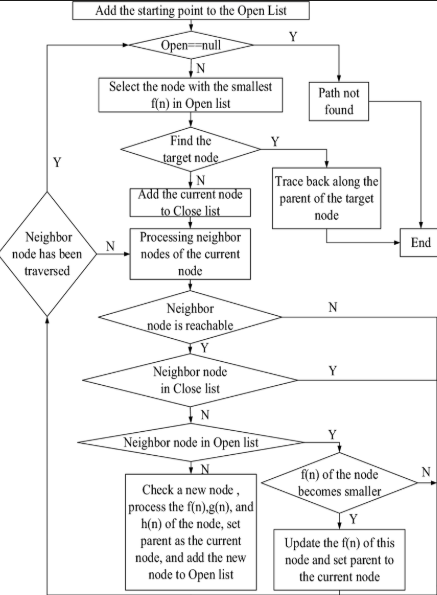 Add the starting point to the Open List
Open==null
Y
N
Select the node with the smallest
f(n) in Open list
Path not
found
Find the
target node
Y
N
Trace back along the
parent of the target
node
Add the current node
to Close list
End
Y
Neighbor
node has been
traversed
N
Processing neighbor
nodes of the current
node
Neighbor
node is reachable
N
Y
Neighbor node
in Close list
Y
N
Neighbor node in Open list
Y
N
f(n) of the node
becomes smaller
N
Y
Check a new node ,
process the f(n),g(n), and
h(n) of the node, set
parent as the current
node, and add the new
node to Open list
Update the f(n) of this
node and set parent to
the current node